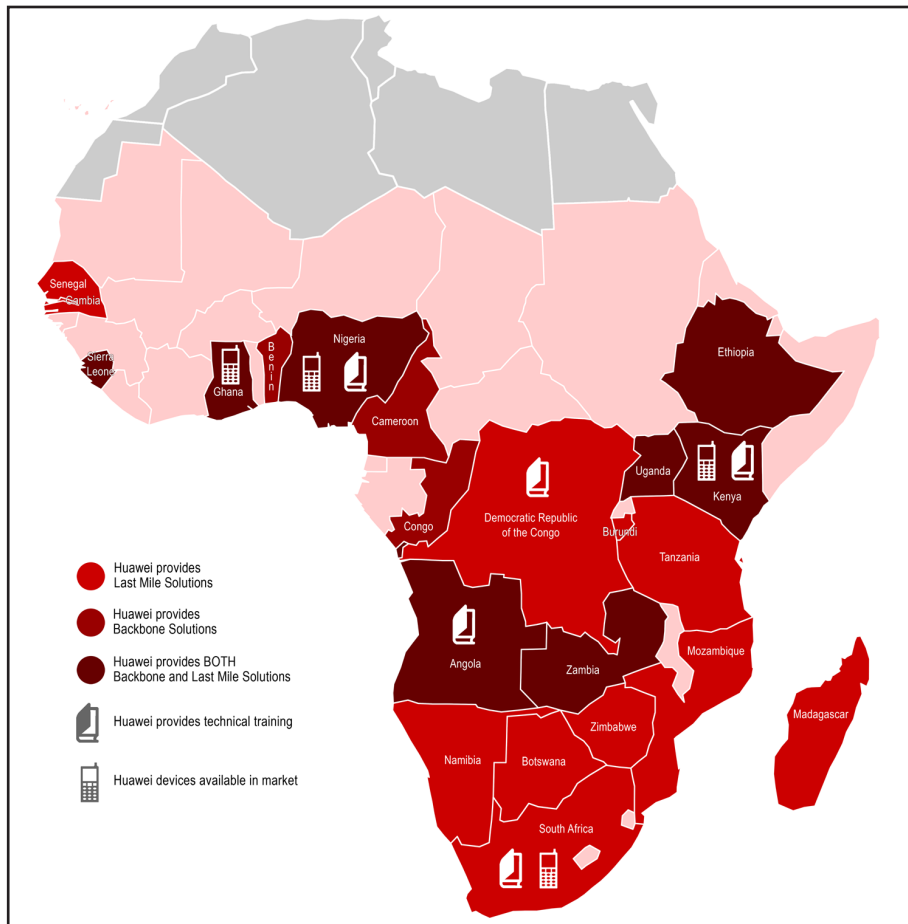 Senegal
Gambia
Sierra
Leone
Ghana
Benin
Nigeria
Cameroon
Congo
Democratic Republic
of the Congo
Uganda
Ethiopia
Kenya
Burundi
Tanzania
Angola
Zambia
Mozambique
Madagascar
Zimbabwe
Namibia
Botswana
South Africa
Huawei provides
Last Mile Solutions
Huawei provides
Backbone Solutions
Huawei provides BOTH
Backbone and Last Mile Solutions
Huawei provides technical training
Huawei devices available in market